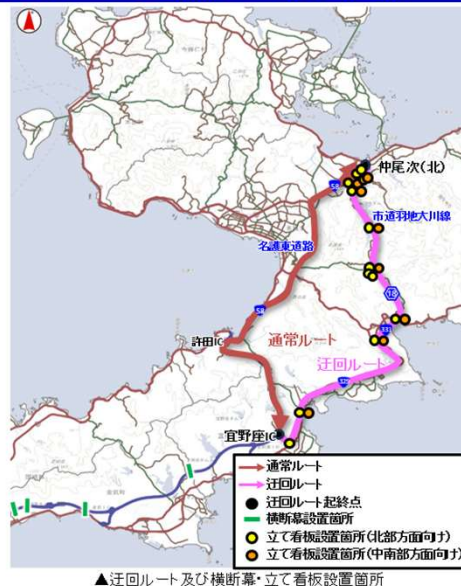 仲尾次(北)
58
市道羽地大川線
名護東道路
18
58
331
許田IC
通常ルート
迂回ルート
329
宜野座IC
通常ルート
迂回ルート
迂回ルート起終点
横断幕設置箇所
立て看板設置箇所(北部方面向け)
立て看板設置箇所(中南部方面向け)
▲迂回ルート及び横断幕・立て看板設置箇所